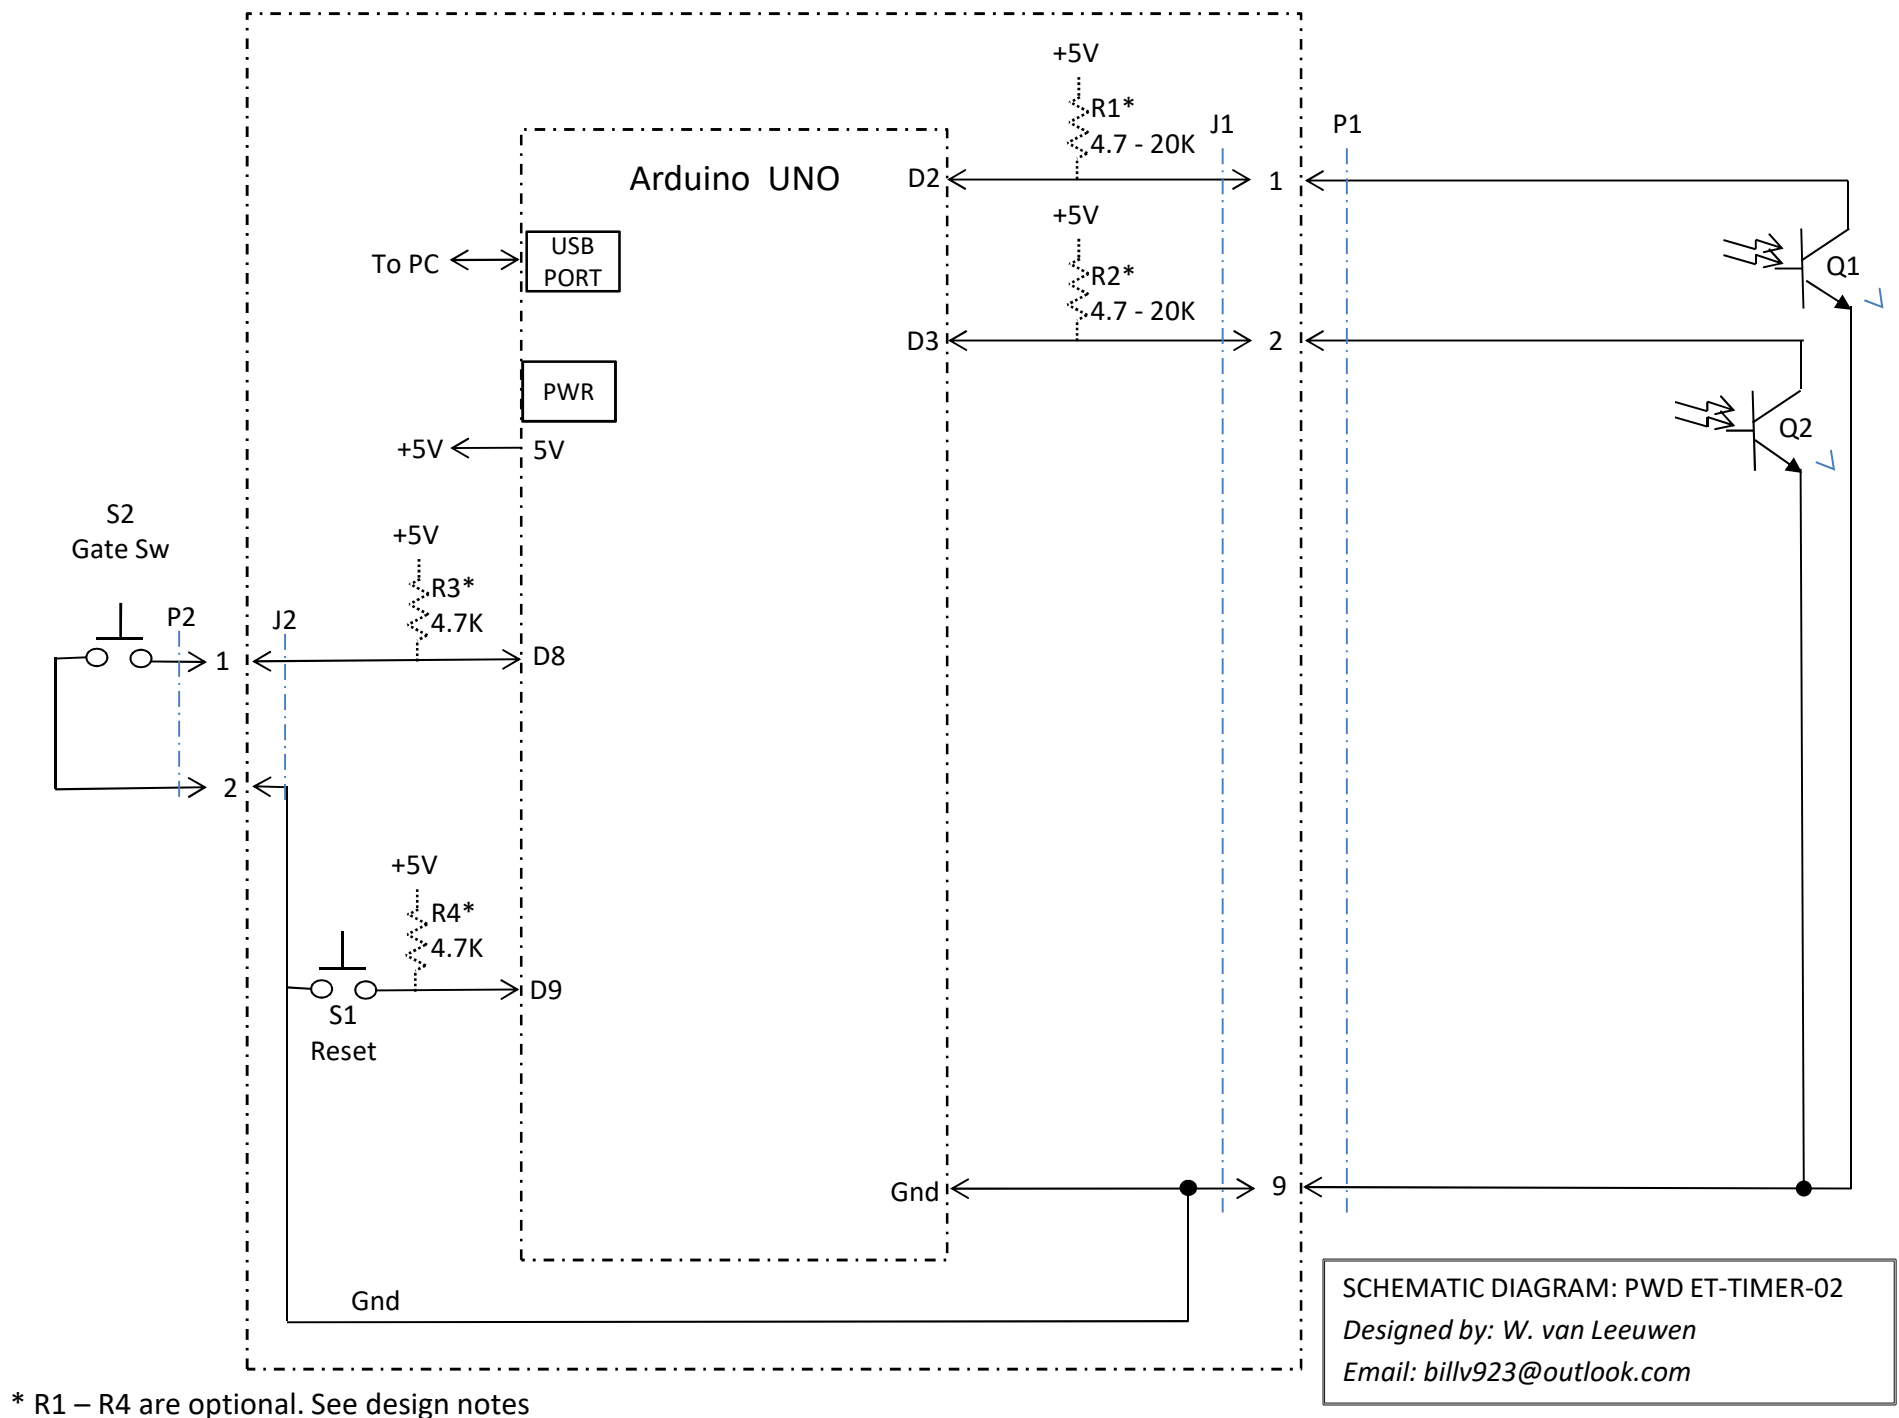 +5V
R1*
4.7 - 20K
J1
P1
Arduino UNO
D2
1
+5V
USB
PORT
To PC
R2*
4.7 - 20K
Q1
D3
2
PWR
+5V
5V
Q2
S2
Gate Sw
+5V
R3*
4.7K
P2
J2
1
D8
2
+5V
R4*
4.7K
D9
S1
Reset
Gnd
9
Gnd
SCHEMATIC DIAGRAM: PWD ET-TIMER-02
Designed by: W. van Leeuwen
Email: billv923@outlook.com
* R1 – R4 are optional. See design notes